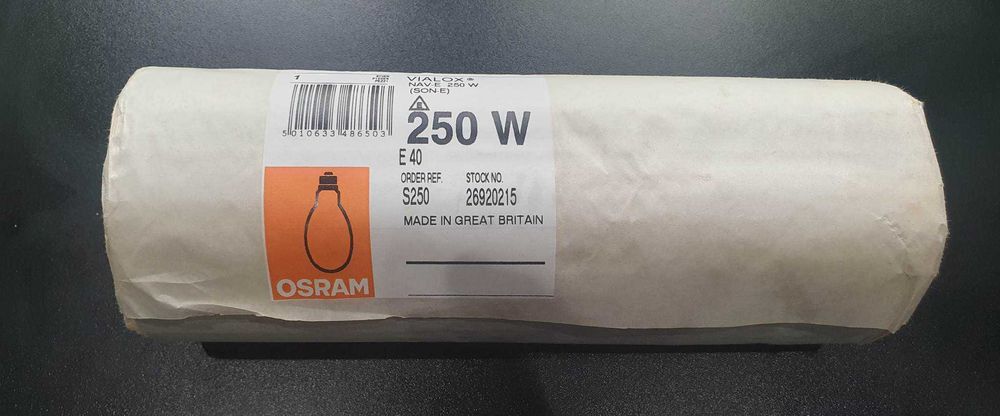 1
VIALOX®
NAV-E 250 W
(SON-E)
E
5 010633 486503
250 W
E 40
ORDER REF. STOCK NO.
S250 26920215
MADE IN GREAT BRITAIN
OSRAM